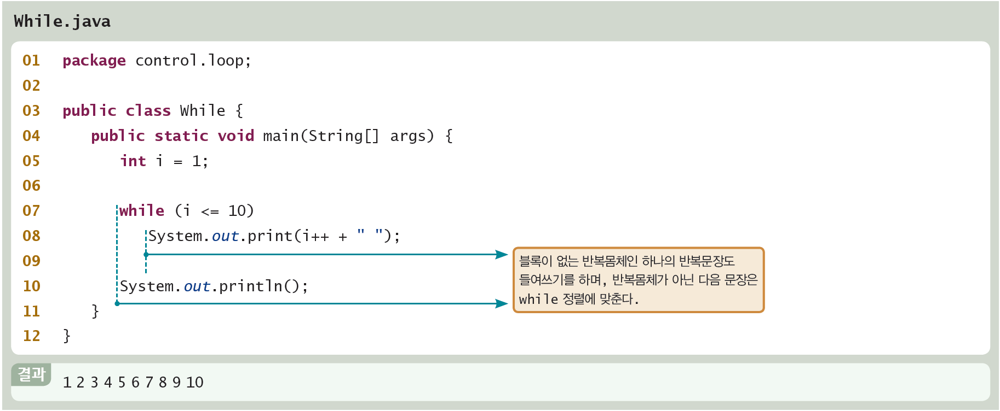 While.java
01 package control.loop;
02
03 public class While {
04 public static void main(String[] args) {
05 int i = 1;
06
07 while (i <= 10)
08 System.out.print(i++ + " ");
09
10 System.out.println();
11 }
12 }
블록이 없는 반복몸체인 하나의 반복문장도
들여쓰기를 하며, 반복몸체가 아닌 다음 문장은
while 정렬에 맞춘다.
결과
1 2 3 4 5 6 7 8 9 10